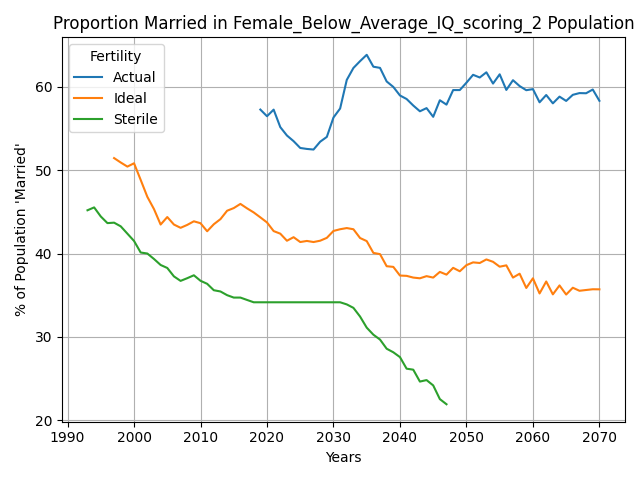 Proportion Married in Female_Below_Average_IQ_scoring_2 Population
Fertility
Actual
Ideal
Sterile
% of Population 'Married'
60
50
40
30
20
1990 2000 2010 2020 2030 2040 2050 2060 2070
Years